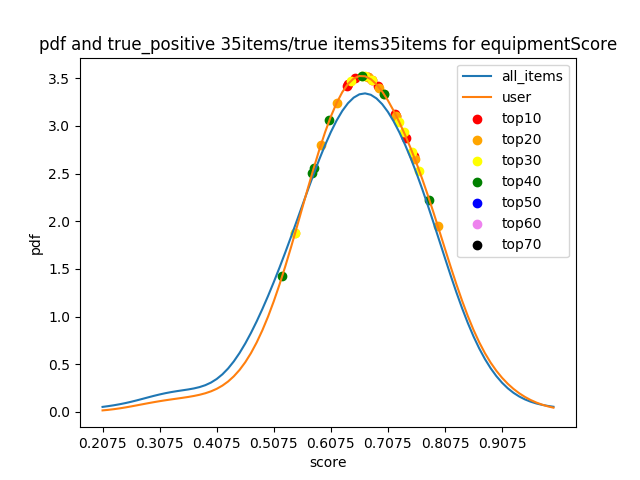 pdf and true_positive 35items/true items35items for equipmentScore
3.5
3.0
2.5
2.0
1.5
1.0
0.5
0.0
pdf
all_items
user
top10
top20
top30
top40
top50
top60
top70
0.2075 0.3075 0.4075 0.5075 0.6075 0.7075 0.8075 0.9075
score